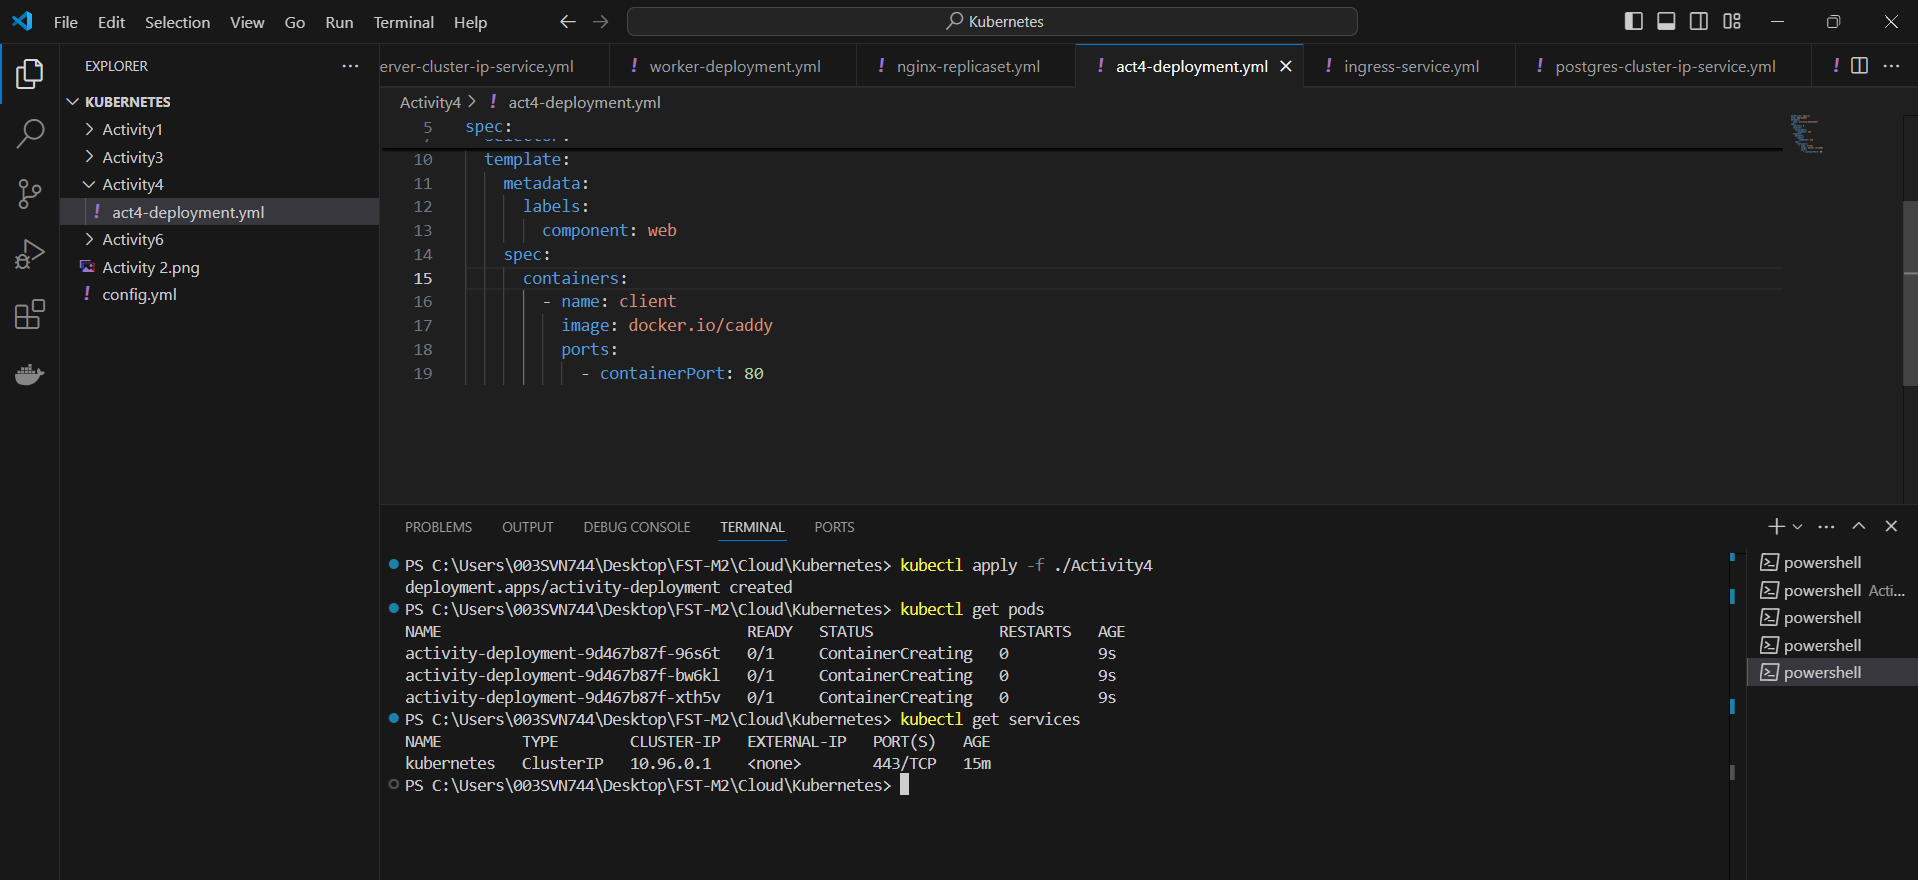 File Edit Selection View Go Run Terminal Help
Kubernetes
EXPLORER
KUBERNETES
Activity1
Activity3
Activity4
act4-deployment.yml
Activity6
Activity 2.png
config.yml
erver-cluster-ip-service.yml ! worker-deployment.yml ! nginx-replicaset.yml ! act4-deployment.yml ! ingress-service.yml ! postgres-cluster-ip-service.yml !
Activity4 > ! act4-deployment.yml
5 spec:
selector:
10 template:
11 metadata:
12 labels:
13 component: web
14 spec:
15 containers:
16 - name: client
17 image: docker.io/caddy
18 ports:
19 - containerPort: 80
PROBLEMS OUTPUT DEBUG CONSOLE TERMINAL PORTS
PS C:\Users\003SVN744\Desktop\FST-M2\Cloud\Kubernetes> kubectl apply -f ./Activity4
deployment.apps/activity-deployment created
PS C:\Users\003SVN744\Desktop\FST-M2\Cloud\Kubernetes> kubectl get pods
NAME READY STATUS RESTARTS AGE
activity-deployment-9d467b87f-96s6t 0/1 ContainerCreating 0 9s
activity-deployment-9d467b87f-bw6kl 0/1 ContainerCreating 0 9s
activity-deployment-9d467b87f-xth5v 0/1 ContainerCreating 0 9s
PS C:\Users\003SVN744\Desktop\FST-M2\Cloud\Kubernetes> kubectl get services
NAME TYPE CLUSTER-IP EXTERNAL-IP PORT(S) AGE
kubernetes ClusterIP 10.96.0.1 <none> 443/TCP 15m
PS C:\Users\003SVN744\Desktop\FST-M2\Cloud\Kubernetes>
powershell
powershell Acti...
powershell
powershell
powershell